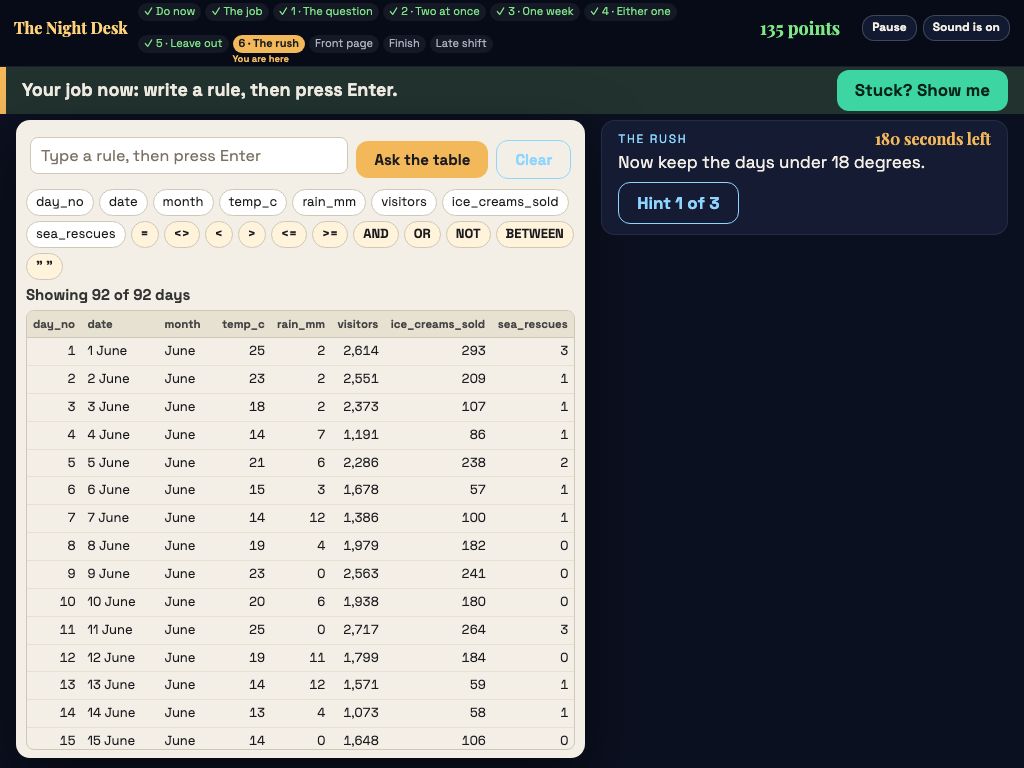 The Night Desk
✓ Do now ✓ The job ✓ 1 · The question ✓ 2 · Two at once ✓ 3 · One week ✓ 4 · Either one
✓ 5 · Leave out 6 · The rush Front page Finish Late shift
You are here
135 points
Pause
Sound is on
Your job now: write a rule, then press Enter.
Stuck? Show me
Type a rule, then press Enter
Ask the table
Clear
day_no date month temp_c rain_mm visitors ice_creams_sold
sea_rescues = <> < > <= >= AND OR NOT BETWEEN
" "
Showing 92 of 92 days
day_no date month temp_c rain_mm visitors ice_creams_sold sea_rescues
1 1 June June 25 2 2,614 293 3
2 2 June June 23 2 2,551 209 1
3 3 June June 18 2 2,373 107 1
4 4 June June 14 7 1,191 86 1
5 5 June June 21 6 2,286 238 2
6 6 June June 15 3 1,678 57 1
7 7 June June 14 12 1,386 100 1
8 8 June June 19 4 1,979 182 0
9 9 June June 23 0 2,563 241 0
10 10 June June 20 6 1,938 180 0
11 11 June June 25 0 2,717 264 3
12 12 June June 19 11 1,799 184 0
13 13 June June 14 12 1,571 59 1
14 14 June June 13 4 1,073 58 1
15 15 June June 14 0 1,648 106 0
THE RUSH
180 seconds left
Now keep the days under 18 degrees.
Hint 1 of 3